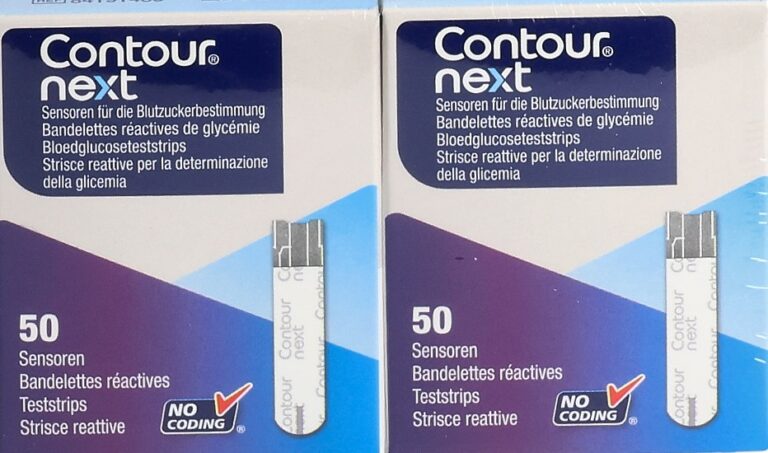 Contour®
next
Sensoren für die Blutzuckerbestimmung
Bandelettes réactives de glycémie
Bloedglucoseteststrips
Strisce reattive per la determinazione
della glicemia
50
Sensoren
Bandelettes réactives
Teststrips
Strisce reattive
NO
CODING®
Contour
next
Contour
Contour®
next
Sensoren für die Blutzuckerbestimmung
Bandelettes réactives de glycémie
Bloedglucoseteststrips
Strisce reattive per la determinazione
della glicemia
50
Sensoren
Bandelettes réactives
Teststrips
Strisce reattive
NO
CODING®
Contour
next
Contour